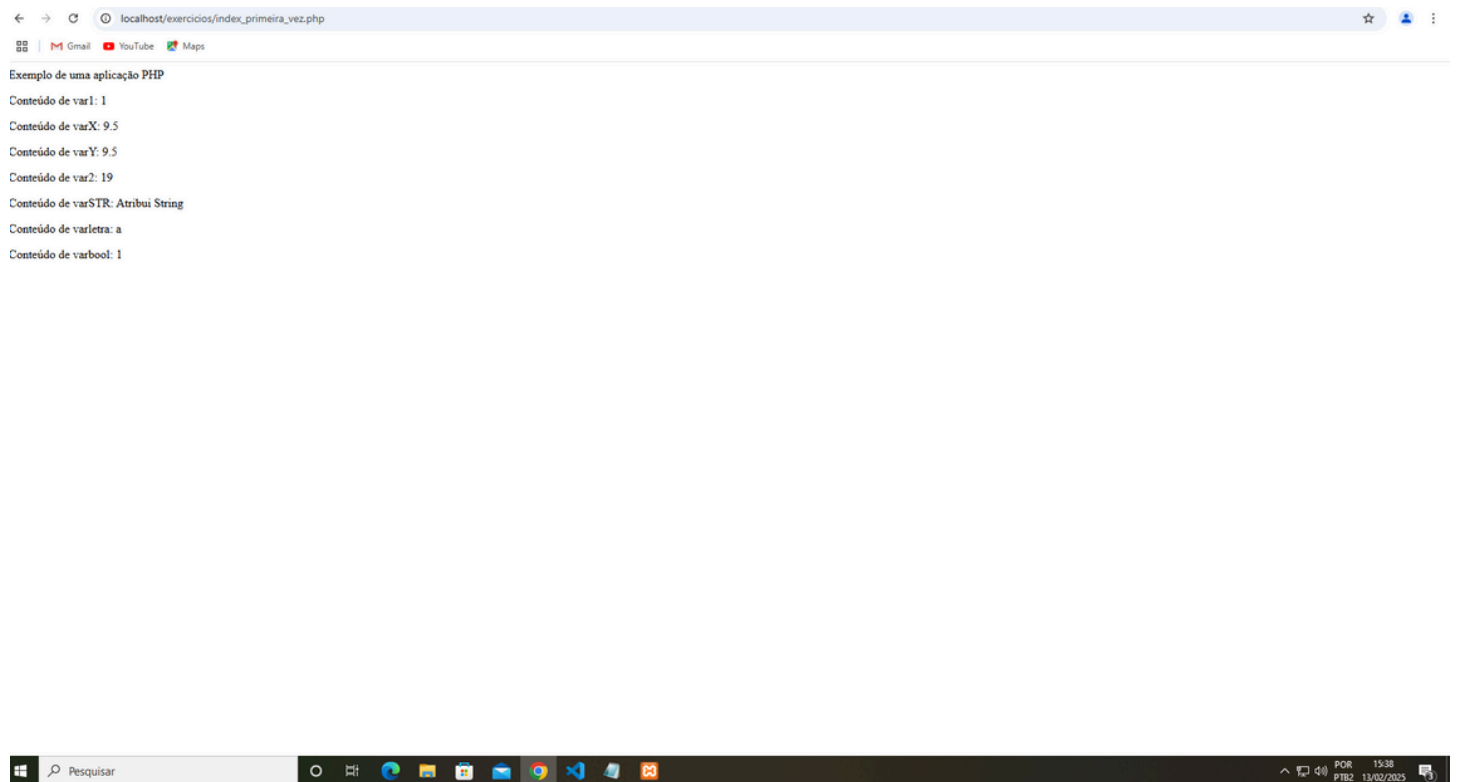 localhost/exercicios/index_primeira_vez.php
Gmail YouTube Maps
Exemplo de uma aplicação PHP
Conteúdo de var1: 1
Conteúdo de varX: 9.5
Conteúdo de varY: 9.5
Conteúdo de var2: 19
Conteúdo de varSTR: Atribui String
Conteúdo de varletra: a
Conteúdo de varbool: 1
Pesquisar
POR 15:38
PTB2 13/02/2025
3